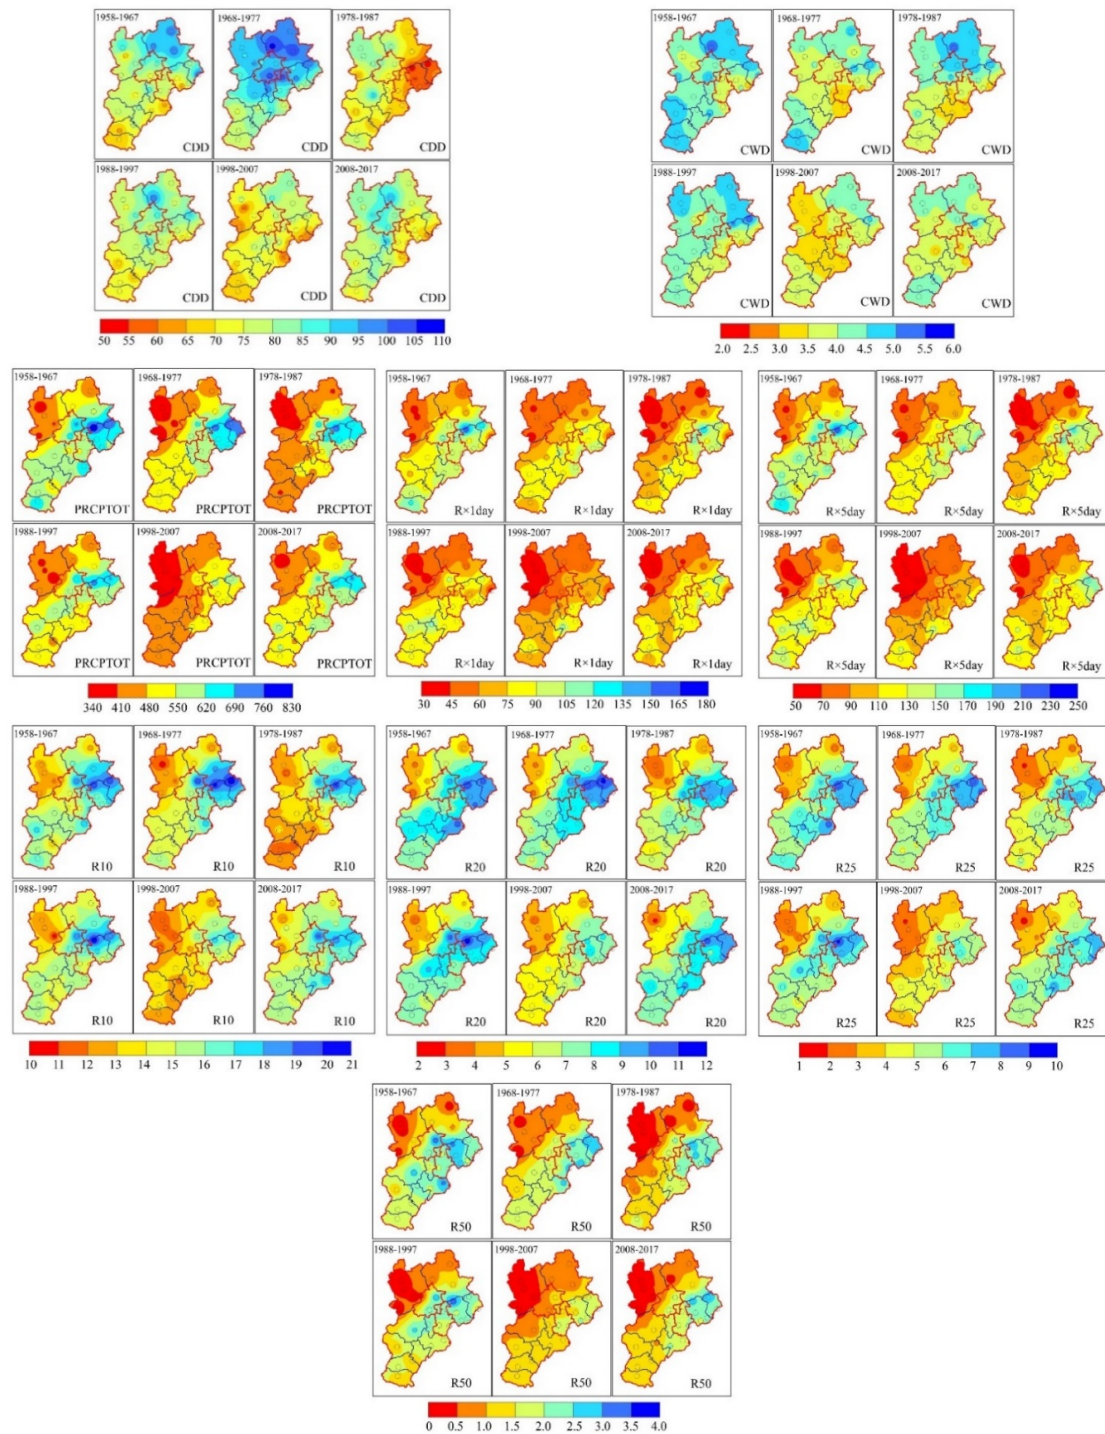 1958-1967 1968-1977 1978-1987
CDD CDD CDD
1988-1997 1998-2007 2008-2017
CDD CDD CDD
50 55 60 65 70 75 80 85 90 95 105 110
1958-1967 1968-1977 1978-1987
CWD CWD CWD
1988-1997 1998-2007 2008-2017
CWD CWD CWD
2.0 2.5 3.0 3.5 4.0 4.5 5.0 5.5 6.0
1958-1967 1968-1977 1978-1987
PRCPTOT PRCPTOT PRCPTOT
1988-1997 1998-2007 2008-2017
PRCPTOT PRCPTOT PRCPTOT
340 410 480 550 620 690 760 830
1958-1967 1968-1977 1978-1987
R×1day R×1day R×1day
1988-1997 1998-2007 2008-2017
R×1day R×1day R×1day
30 45 60 75 90 105 120 135 150 165 180
1958-1967 1968-1977 1978-1987
R×5day R×5day R×5day
1988-1997 1998-2007 2008-2017
R×5day R×5day R×5day
50 70 90 110 130 150 170 190 210 230 250
1958-1967 1968-1977 1978-1987
R10 R10 R10
1988-1997 1998-2007 2008-2017
R10 R10 R10
10 11 12 13 14 15 16 17 18 19 20 21
1958-1967 1968-1977 1978-1987
R20 R20 R20
1988-1997 1998-2007 2008-2017
R20 R20 R20
2 3 4 5 6 7 8 9 10 11 12
1958-1967 1968-1977 1978-1987
R25 R25 R25
1988-1997 1998-2007 2008-2017
R25 R25 R25
1 2 3 4 5 6 7 8 9 10
1958-1967 1968-1977 1978-1987
R50 R50 R50
1988-1997 1998-2007 2008-2017
R50 R50 R50
0 0.5 1.0 1.5 2.0 2.5 3.0 3.5 4.0